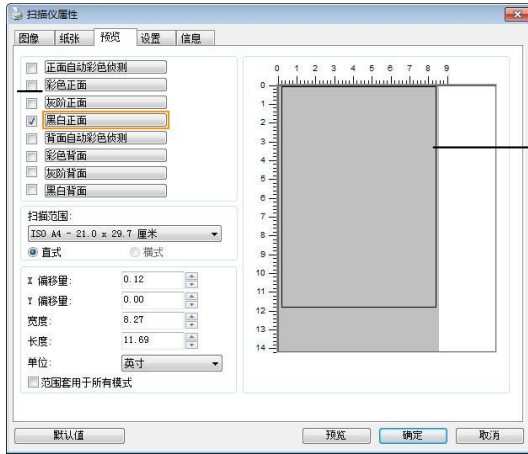 扫描仪属性
图像 纸张 预览 设置 信息
正面自动彩色侦测
彩色正面
灰阶正面
黑白正面
背面自动彩色侦测
彩色背面
灰阶背面
黑白背面
扫描范围:
ISO A4 - 21.0 x 29.7 厘米
直式 横式
X 偏移量: 0.12
Y 偏移量: 0.00
宽度: 8.27
长度: 11.69
单位: 英寸
范围套用于所有模式
0 1 2 3 4 5 6 7 8 9
0
1
2
3
4
5
6
7
8
9
10
11
12
13
14
默认值 预览 确定 取消